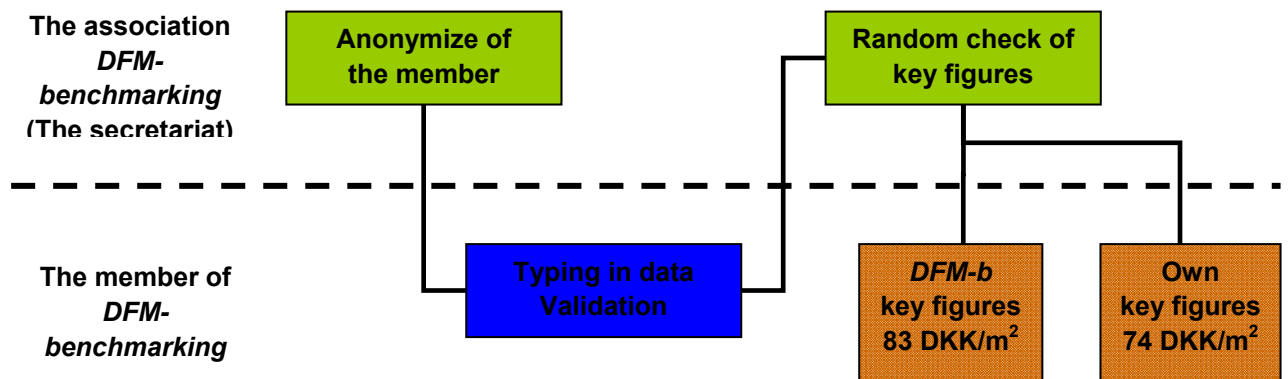 The association
DFM-
benchmarking
(The secretariat)
Anonymize of
the member
Random check of
key figures
The member of
DFM-
benchmarking
Typing in data
Validation
DFM-b
key figures
83 DKK/m²
Own
key figures
74 DKK/m²